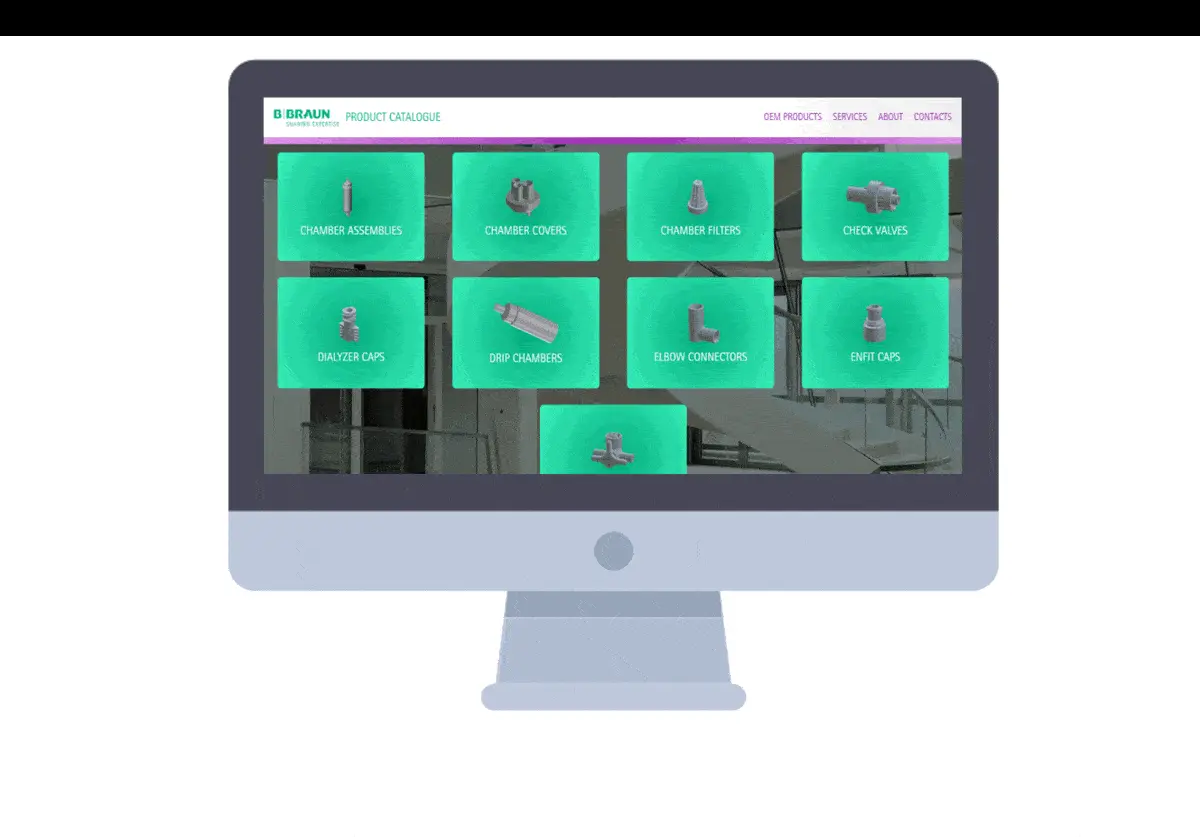 B|BRAUN
SHARING EXPERTISE
PRODUCT CATALOGUE
OEM PRODUCTS SERVICES ABOUT CONTACTS
CHAMBER ASSEMBLIES
CHAMBER COVERS
CHAMBER FILTERS
CHECK VALVES
DIALYZER CAPS
DRIP CHAMBERS
ELBOW CONNECTORS
ENFIT CAPS